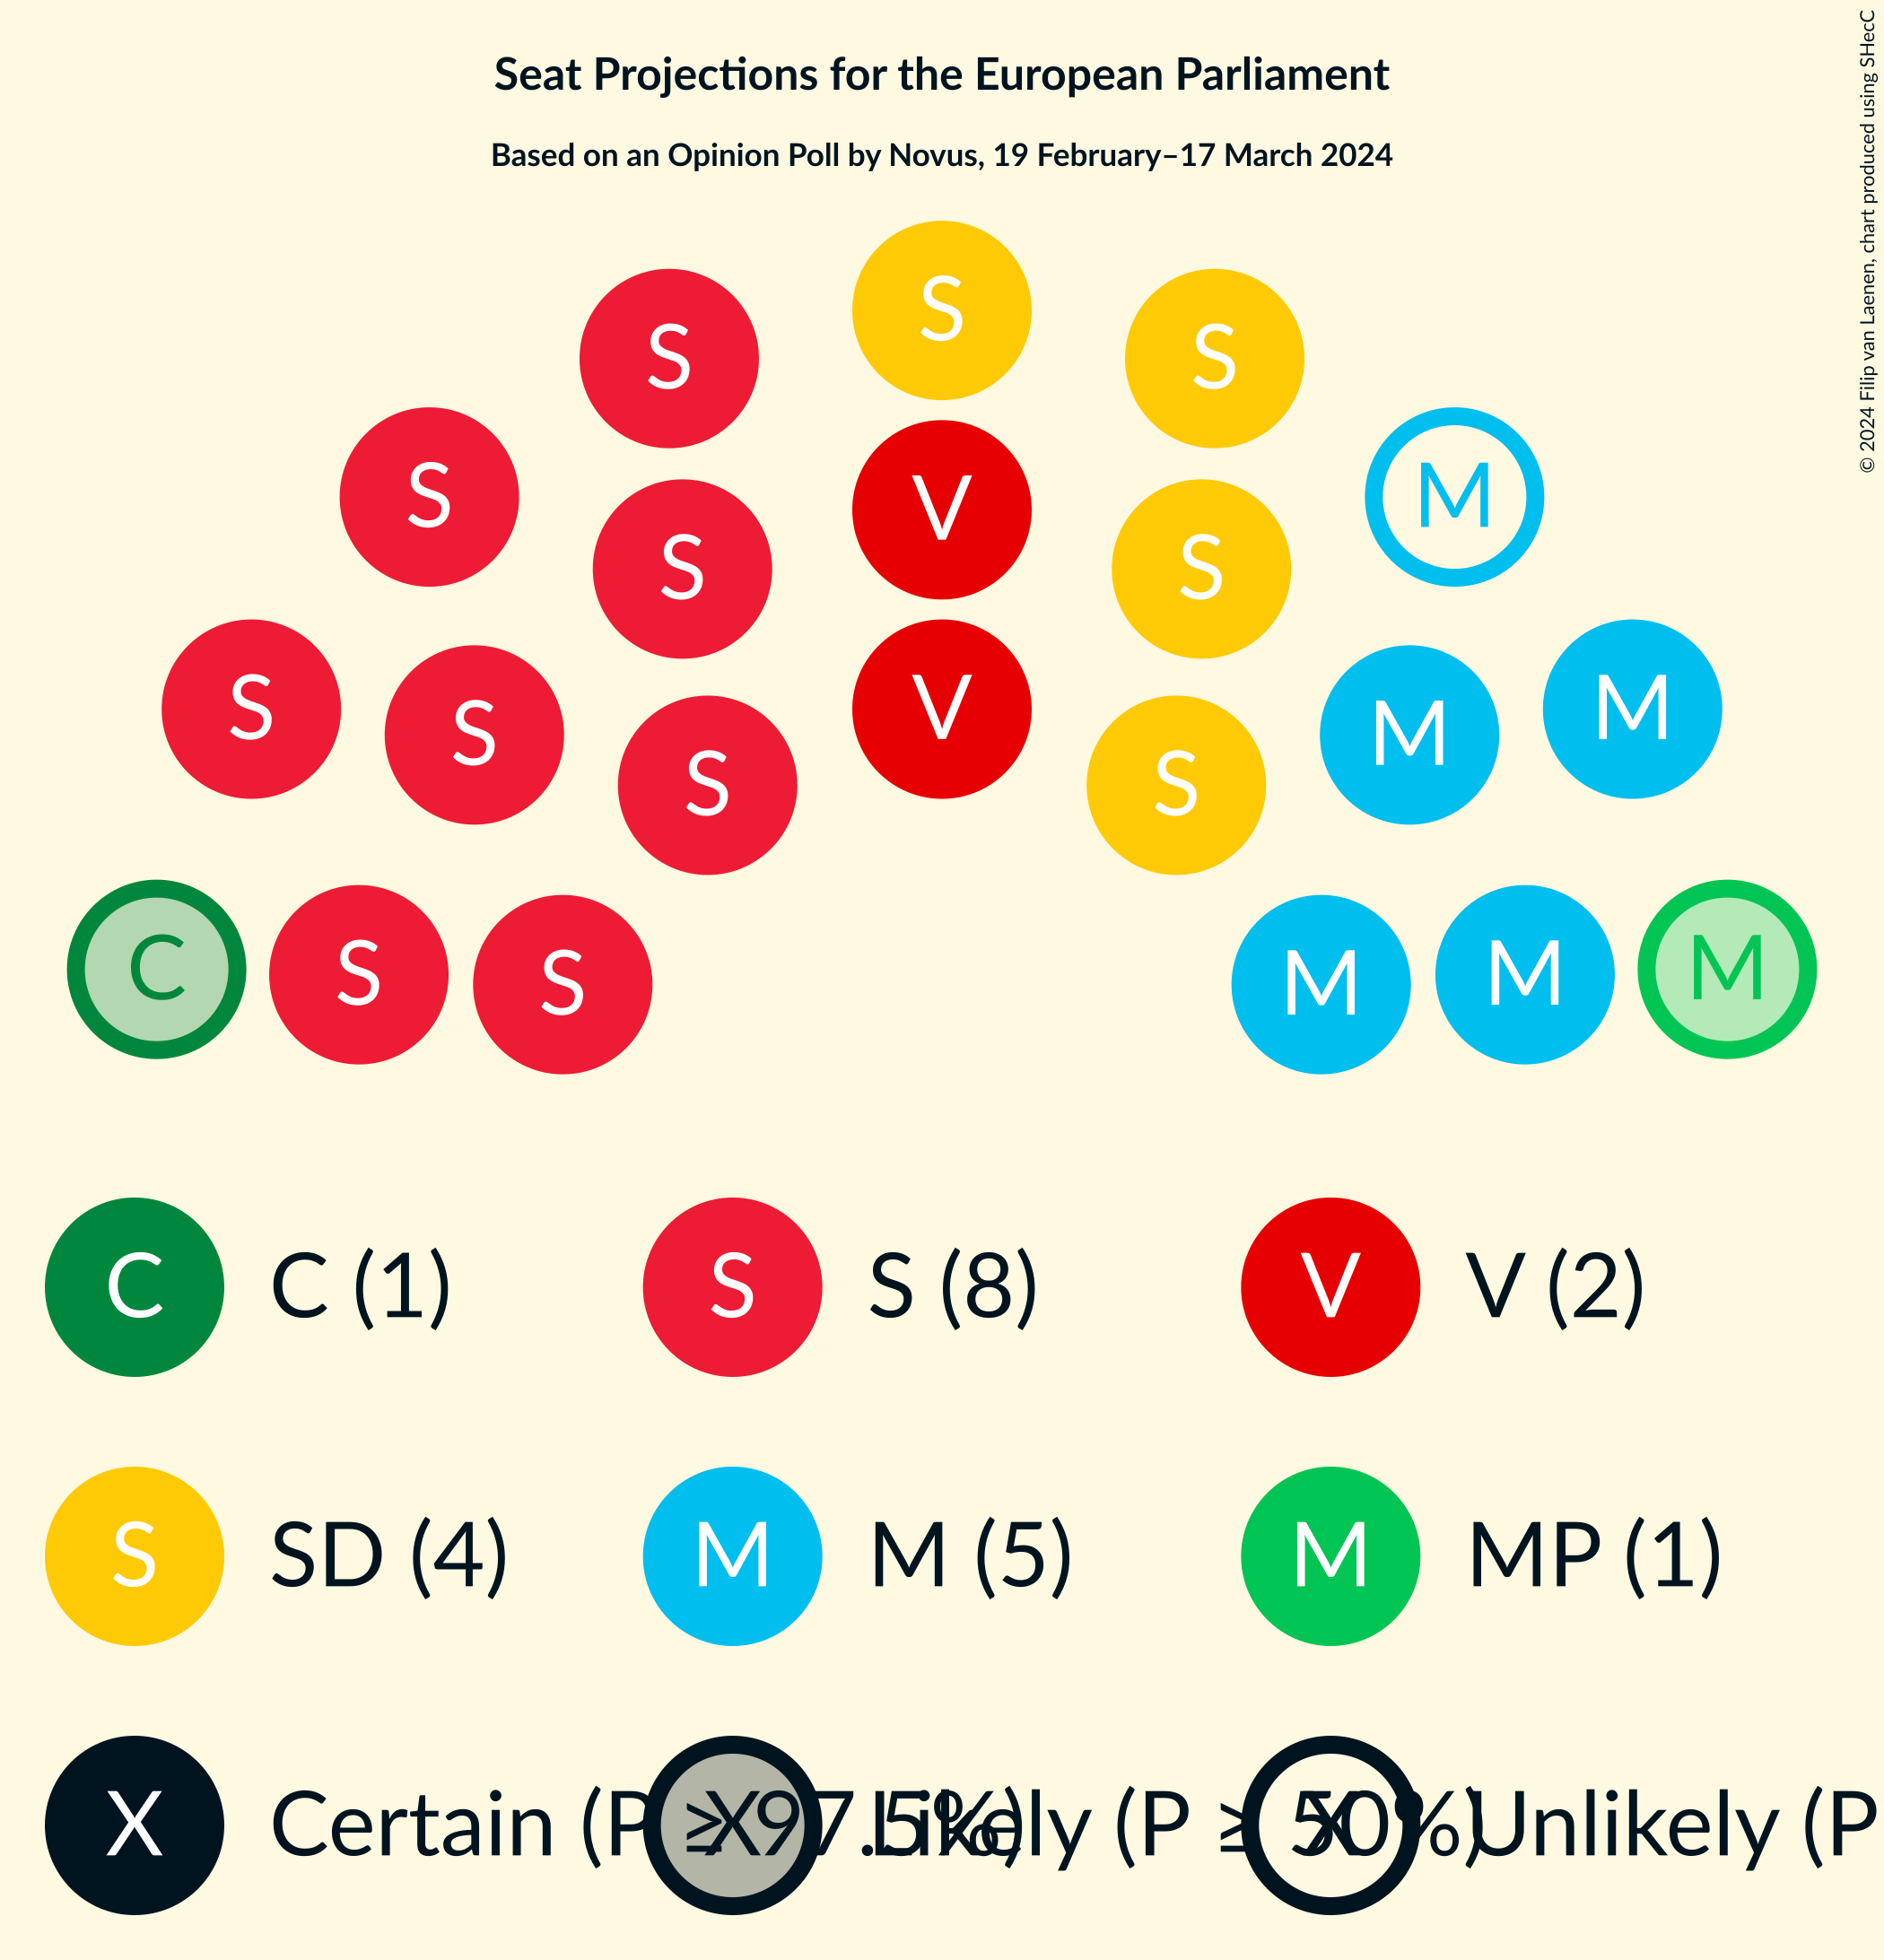 Seat Projections for the European Parliament
Based on an Opinion Poll by Novus, 19 February–17 March 2024
© 2024 Filip van Laenen, chart produced using SHecC
S
S S
S M
V
S S
S M
V
S M
S S
C M
S M
S M
C C (1) S S (8) V V (2)
S SD (4) M M (5) M MP (1)
X Certain (P ≥ 97.5%) X Likely (P ≥ 50%) X Unlikely (P